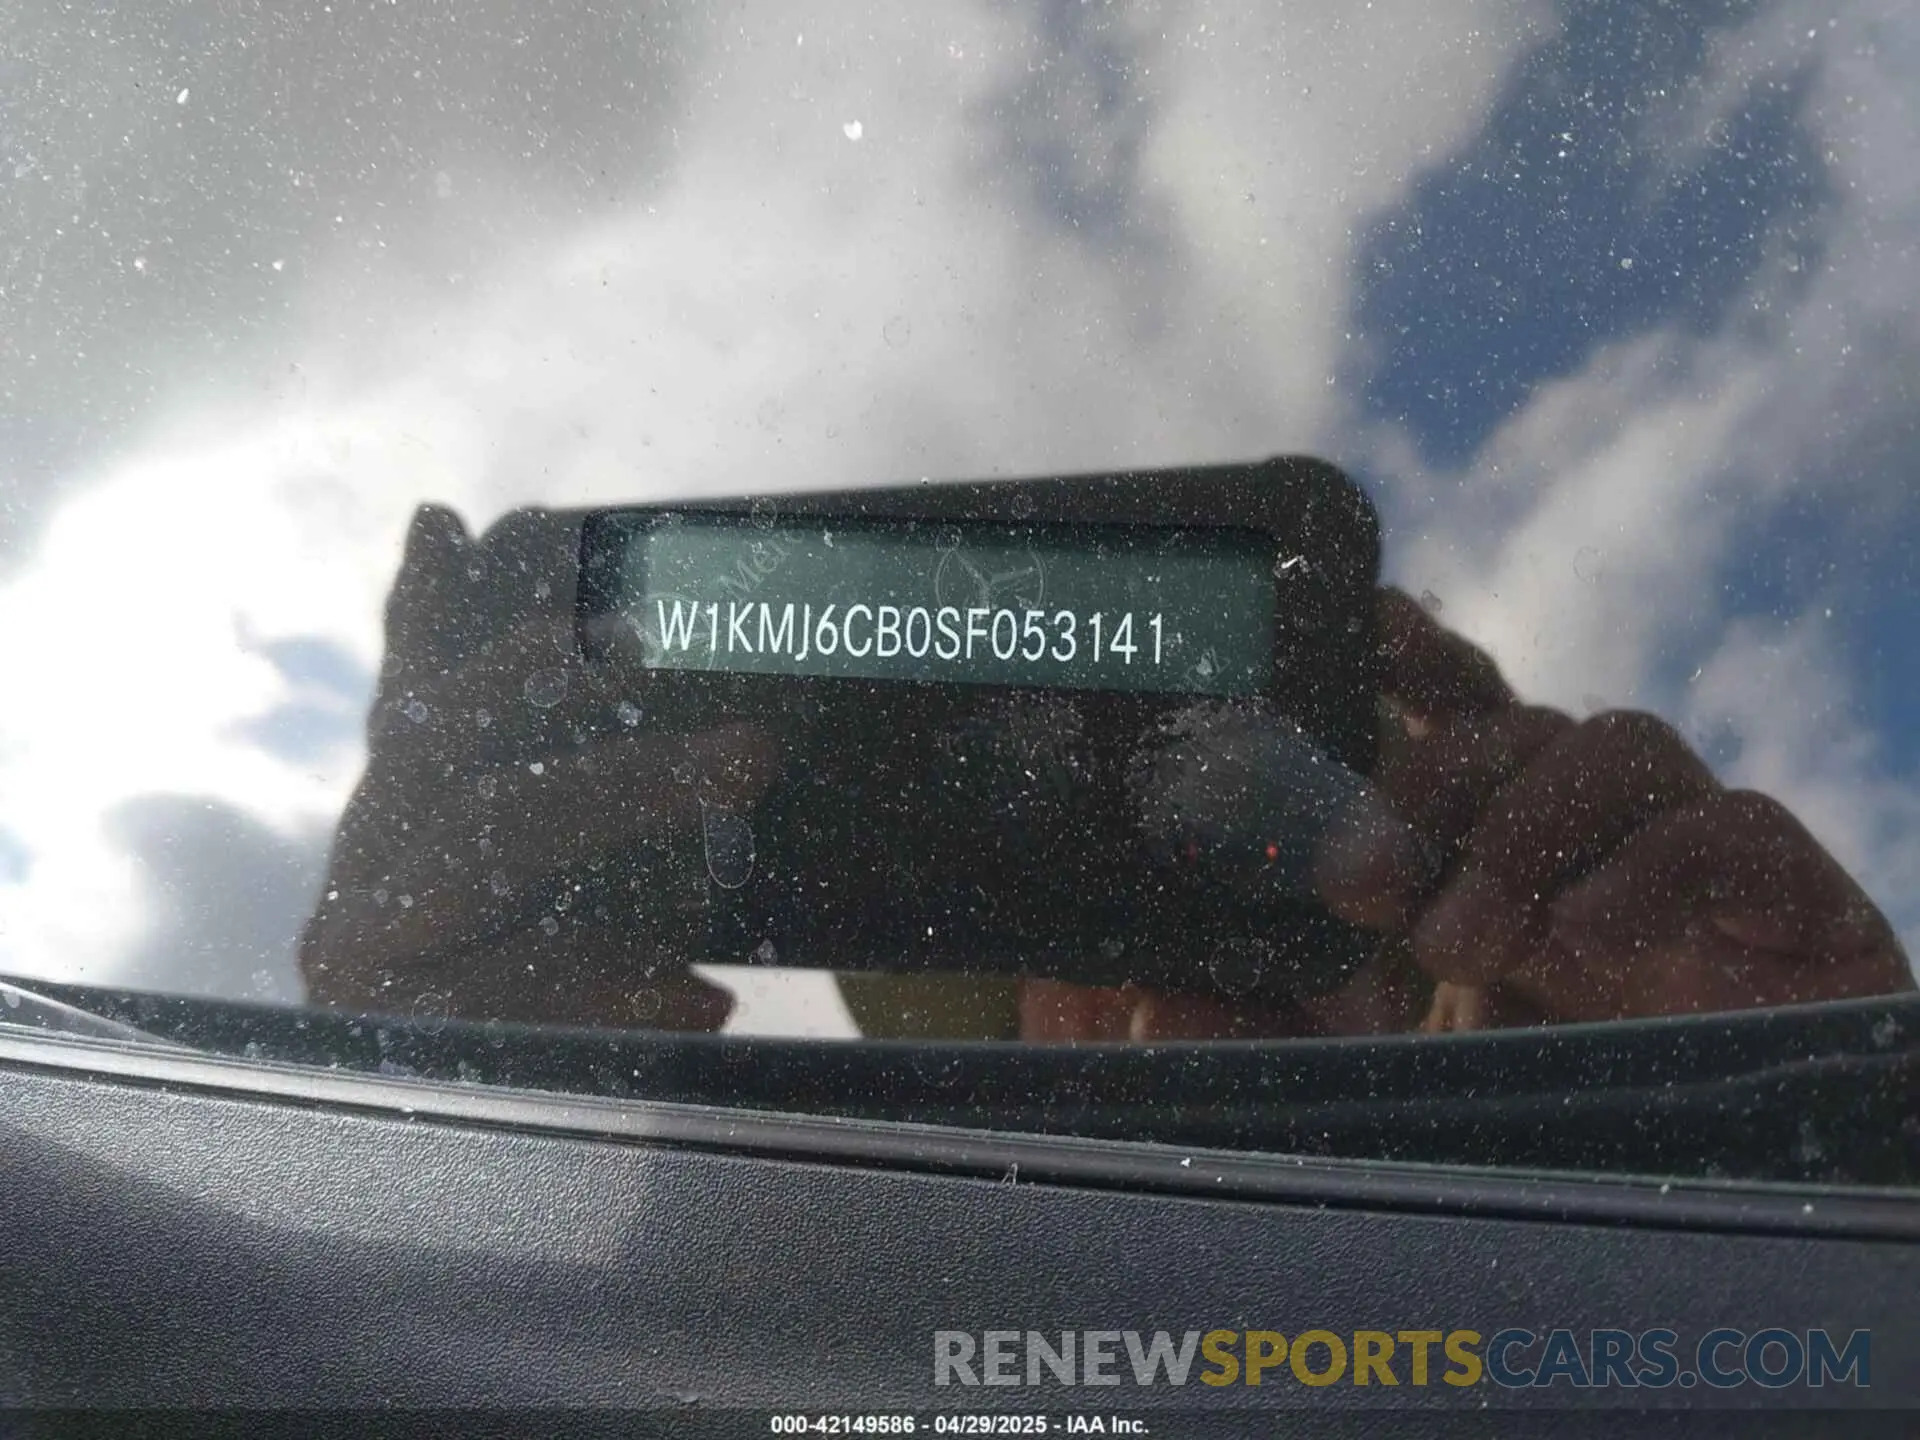 W1KMJ6CB0SF053141
RENEWSPORTSCARS.COM
000-42149586 - 04/29/2025 - IAA Inc.